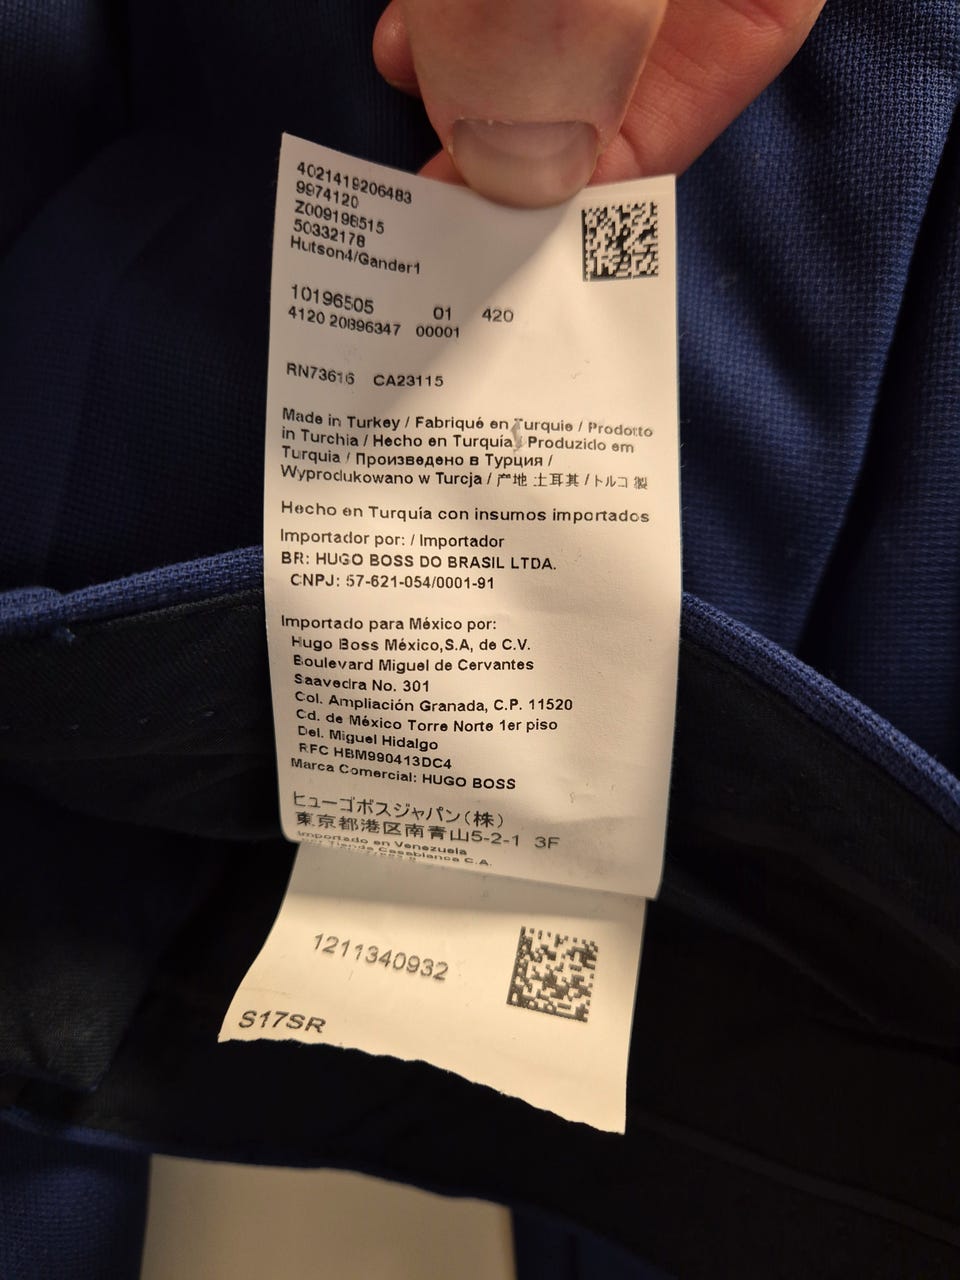 4021419206483
9974120
Z009196515
50332178
Hutson4/Gander1
10196505 01 420
4120 20896347 00001
RN73616 CA23115
Made in Turkey / Fabriqué en Turquie / Prodotto
in Turchia / Hecho en Turquía / Produzido em
Turquia / Произведено в Турции /
Wyprodukowano w Turcja / 产地 土耳其 / トルコ 製
Hecho en Turquía con insumos importados
Importador por: / Importador
BR: HUGO BOSS DO BRASIL LTDA.
CNPJ: 57-621-054/0001-91
Importado para México por:
Hugo Boss México,S.A, de C.V.
Boulevard Miguel de Cervantes
Saavedra No. 301
Col. Ampliación Granada, C.P. 11520
Cd. de México Torre Norte 1er piso
Del. Miguel Hidalgo
RFC HBM990413DC4
Marca Comercial: HUGO BOSS
ヒューゴボスジャパン(株)
東京都港区南青山5-2-1 3F
Importado en Venezuela
por Tienda Casablanca C.A.
1211340932
S17SR